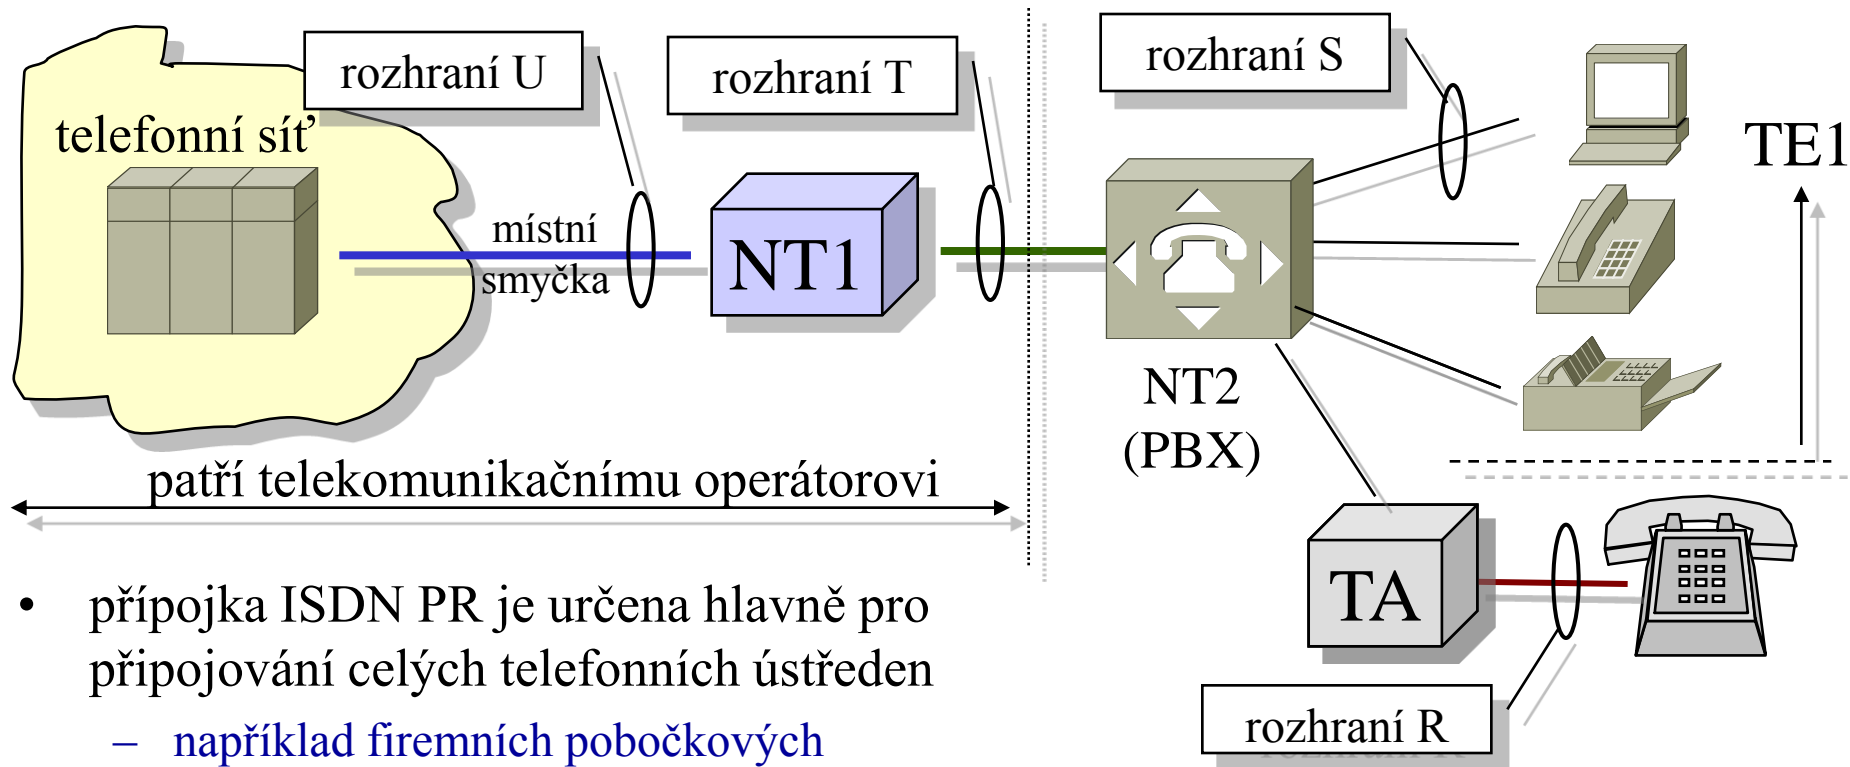 rozhraní U
rozhraní T
rozhraní S
telefonní síť
TE1
místní
smyčka
NT1
NT2
(PBX)
patří telekomunikačnímu operátorovi
TA
rozhraní R
• přípojka ISDN PR je určena hlavně pro
připojování celých telefonních ústředen
– například firemních pobočkových